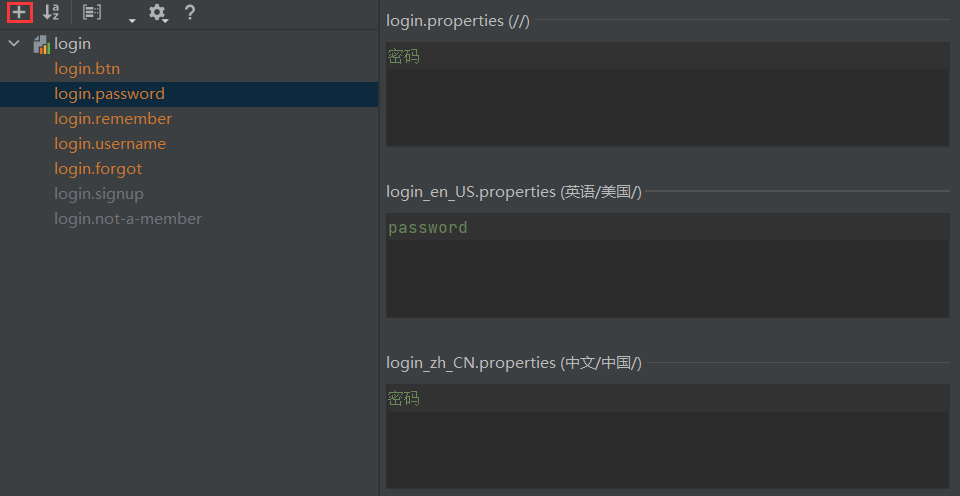 login
login.btn
login.password
login.remember
login.username
login.forgot
login.signup
login.not-a-member
login.properties (//)
密码
login_en_US.properties (英语/美国/)
password
login_zh_CN.properties (中文/中国/)
密码